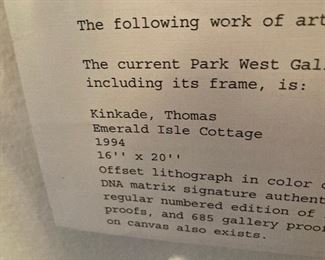 The following work of art
The current Park West Gal
including its frame, is:
Kinkade, Thomas
Emerald Isle Cottage
1994
16'' x 20''
Offset lithograph in color
DNA matrix signature authent
regular numbered edition of
proofs, and 685 gallery proof
on canvas also exists.